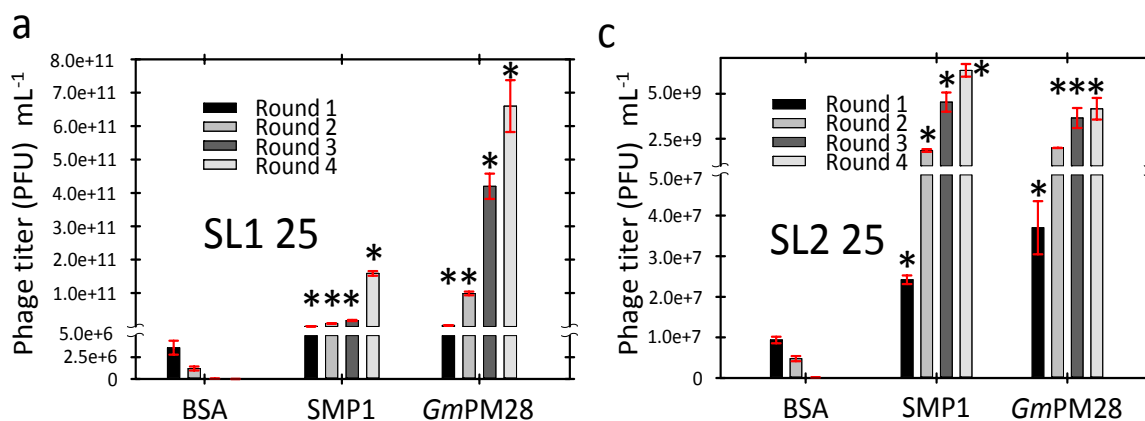 a
Phage titer (PFU) mL⁻¹
8.0e+11
7.0e+11
6.0e+11
5.0e+11
4.0e+11
3.0e+11
2.0e+11
1.0e+11
5.0e+6
2.5e+6
0
Round 1
Round 2
Round 3
Round 4
SL1 25
* * * *
* * * *
BSA SMP1 GmPM28
c
Phage titer (PFU) mL⁻¹
5.0e+9
2.5e+9
5.0e+7
4.0e+7
3.0e+7
2.0e+7
1.0e+7
0
Round 1
Round 2
Round 3
Round 4
SL2 25
* * * *
* * * *
BSA SMP1 GmPM28